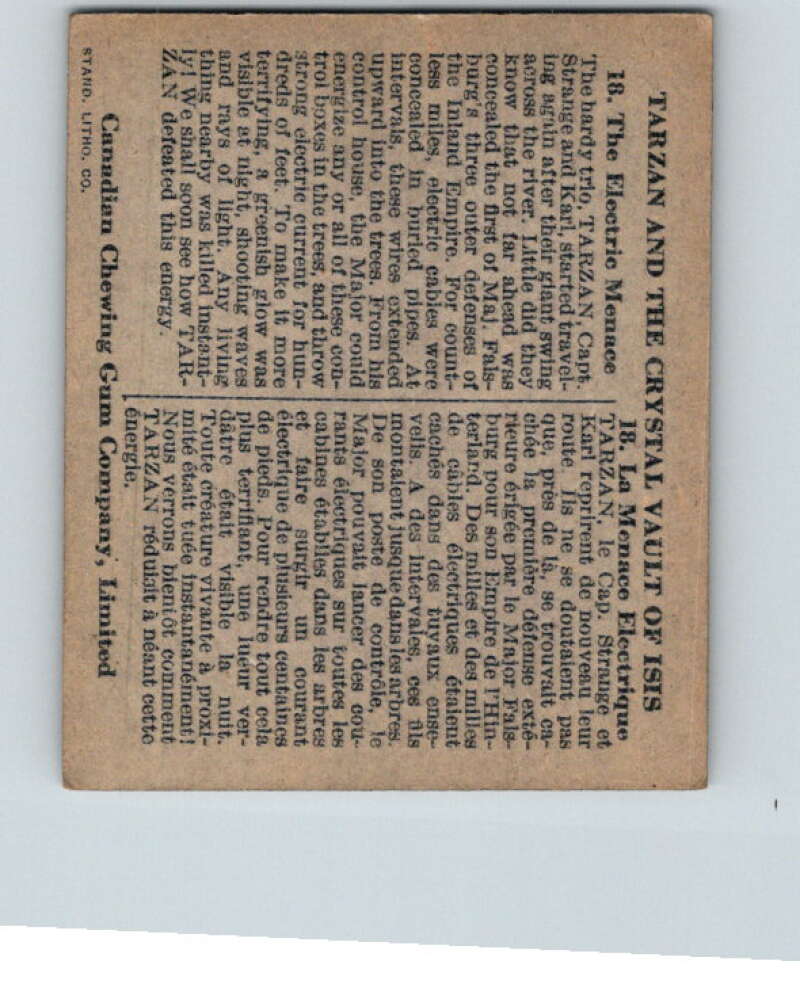 TARZAN AND THE CRYSTAL VAULT OF ISIS
18. The Electric Menace
The hardy trio, TARZAN, Capt.
Strange and Karl, started travel-
ing again after their giant swing
across the river. Little did they
know that not far ahead was
concealed the first of Maj. Fals-
burg's three outer defenses of
the Inland Empire. For count-
less miles, electric cables were
concealed in buried pipes. At
intervals, these wires extended
upward into the trees. From his
control house, the Major could
energize any or all of these con-
trol boxes in the trees, and throw
strong electric current for hun-
dreds of feet. To make it more
terrifying, a greenish glow was
visible at night, shooting waves
and rays of light. Any living
thing nearby was killed instant-
ly! We shall soon see how TAR-
ZAN defeated this energy.
18. La Menace Electrique
TARZAN, le Cap. Strange et
Karl reprirent de nouveau leur
route. Ils ne se doutaient pas
que, près de là, se trouvait ca-
chée la première défense exté-
rieure érigée par le Major Fals-
burg pour son Empire de l'Hin-
terland. Des milles et des milles
de cables électriques étaient
cachés dans des tuyaux ense-
velis. A des intervales, ces fils
montaient jusque dans les arbres.
De son poste de contrôle, le
Major pouvait lancer des cou-
rants électriques sur toutes les
cabines établies dans les arbres
et faire surgir un courant
électrique de plusieurs centaines
de pieds. Pour rendre tout cela
plus terrifiant, une lueur ver-
dâtre était visible la nuit.
Toute créature vivante à proxi-
mité était tuée instantanément!
Nous verrons bientôt comment
TARZAN réduisit à néant cette
énergie.
Canadian Chewing Gum Company, Limited
STAND. LITHO. CO.